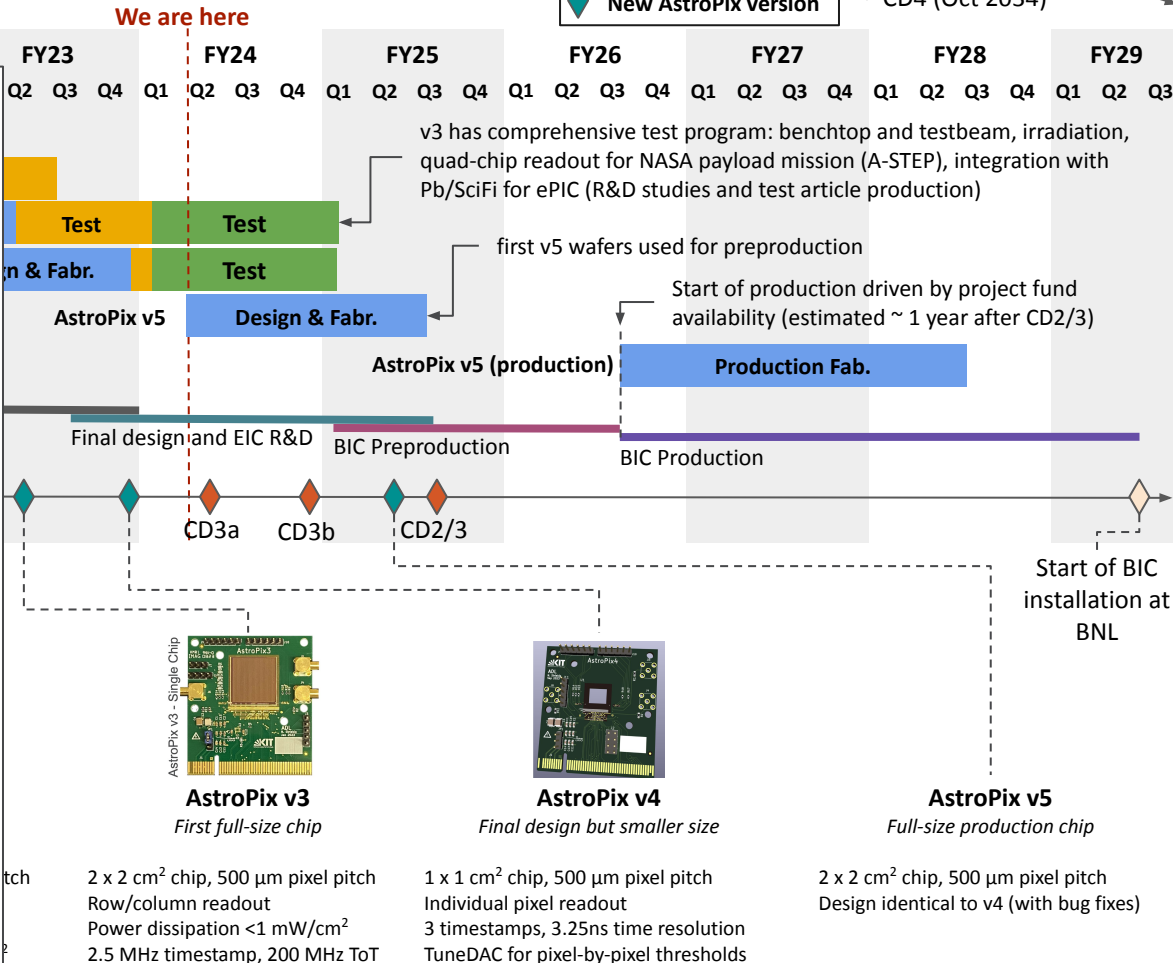 We are here
New AstroPix version
CD4 (Oct 2034)
FY23 FY24 FY25 FY26 FY27 FY28 FY29
Q2 Q3 Q4 Q1 Q2 Q3 Q4 Q1 Q2 Q3 Q4 Q1 Q2 Q3 Q4 Q1 Q2 Q3 Q4 Q1 Q2 Q3 Q4 Q1 Q2 Q3
v3 has comprehensive test program: benchtop and testbeam, irradiation,
quad-chip readout for NASA payload mission (A-STEP), integration with
Pb/SciFi for ePIC (R&D studies and test article production)
Test Test
first v5 wafers used for preproduction
gn & Fabr. Test
Start of production driven by project fund
availability (estimated ~ 1 year after CD2/3)
AstroPix v5 Design & Fabr.
AstroPix v5 (production) Production Fab.
Final design and EIC R&D
BIC Preproduction
BIC Production
CD3a CD3b CD2/3
Start of BIC
installation at
BNL
AstroPix v3 - Single Chip
AstroPix3
ADL
KIT
AstroPix4
KIT
ADL
AstroPix v3
First full-size chip
AstroPix v4
Final design but smaller size
AstroPix v5
Full-size production chip
tch
2 x 2 cm² chip, 500 μm pixel pitch
Row/column readout
Power dissipation <1 mW/cm²
2.5 MHz timestamp, 200 MHz ToT
1 x 1 cm² chip, 500 μm pixel pitch
Individual pixel readout
3 timestamps, 3.25ns time resolution
TuneDAC for pixel-by-pixel thresholds
2 x 2 cm² chip, 500 μm pixel pitch
Design identical to v4 (with bug fixes)